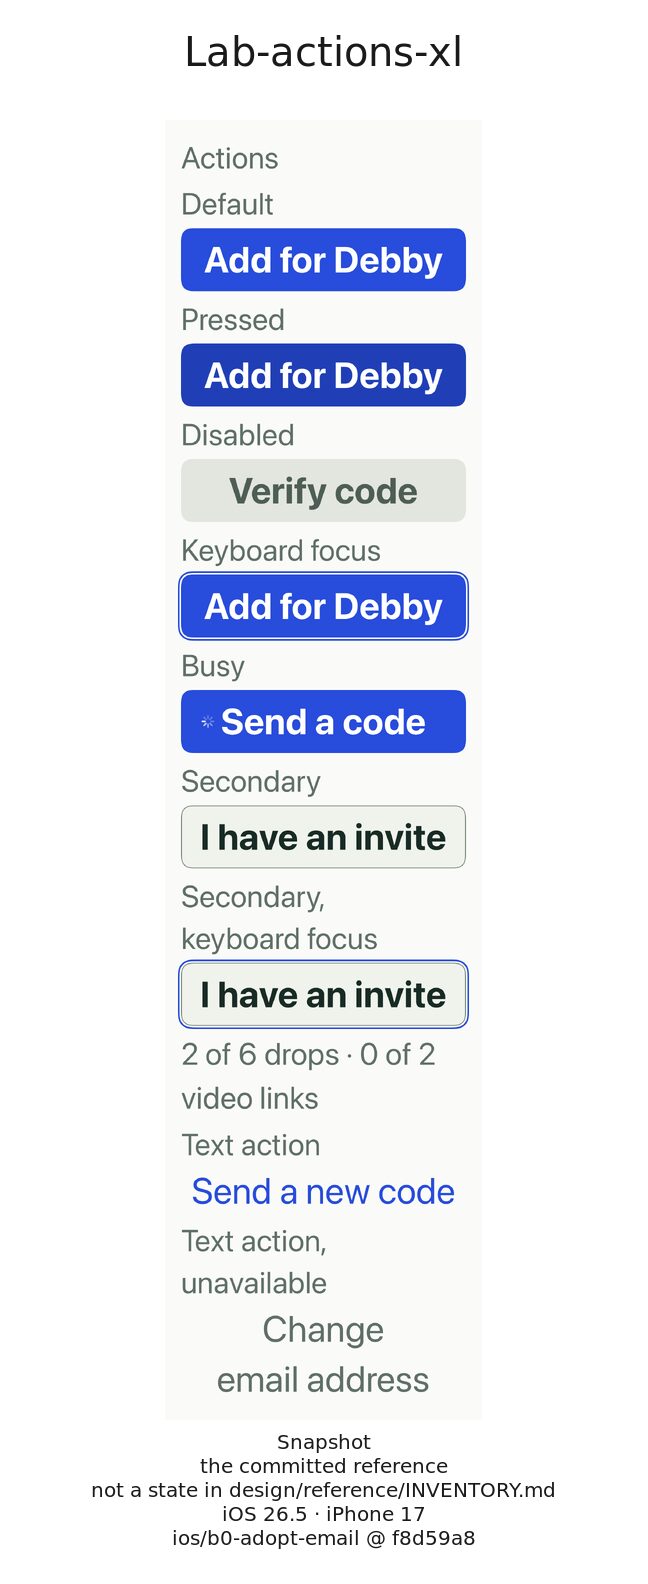 Lab-actions-xl
Actions
Default
Add for Debby
Pressed
Add for Debby
Disabled
Verify code
Keyboard focus
Add for Debby
Busy
Send a code
Secondary
I have an invite
Secondary,
keyboard focus
I have an invite
2 of 6 drops · 0 of 2
video links
Text action
Send a new code
Text action,
unavailable
Change
email address
Snapshot
the committed reference
not a state in design/reference/INVENTORY.md
iOS 26.5 · iPhone 17
ios/b0-adopt-email @ f8d59a8